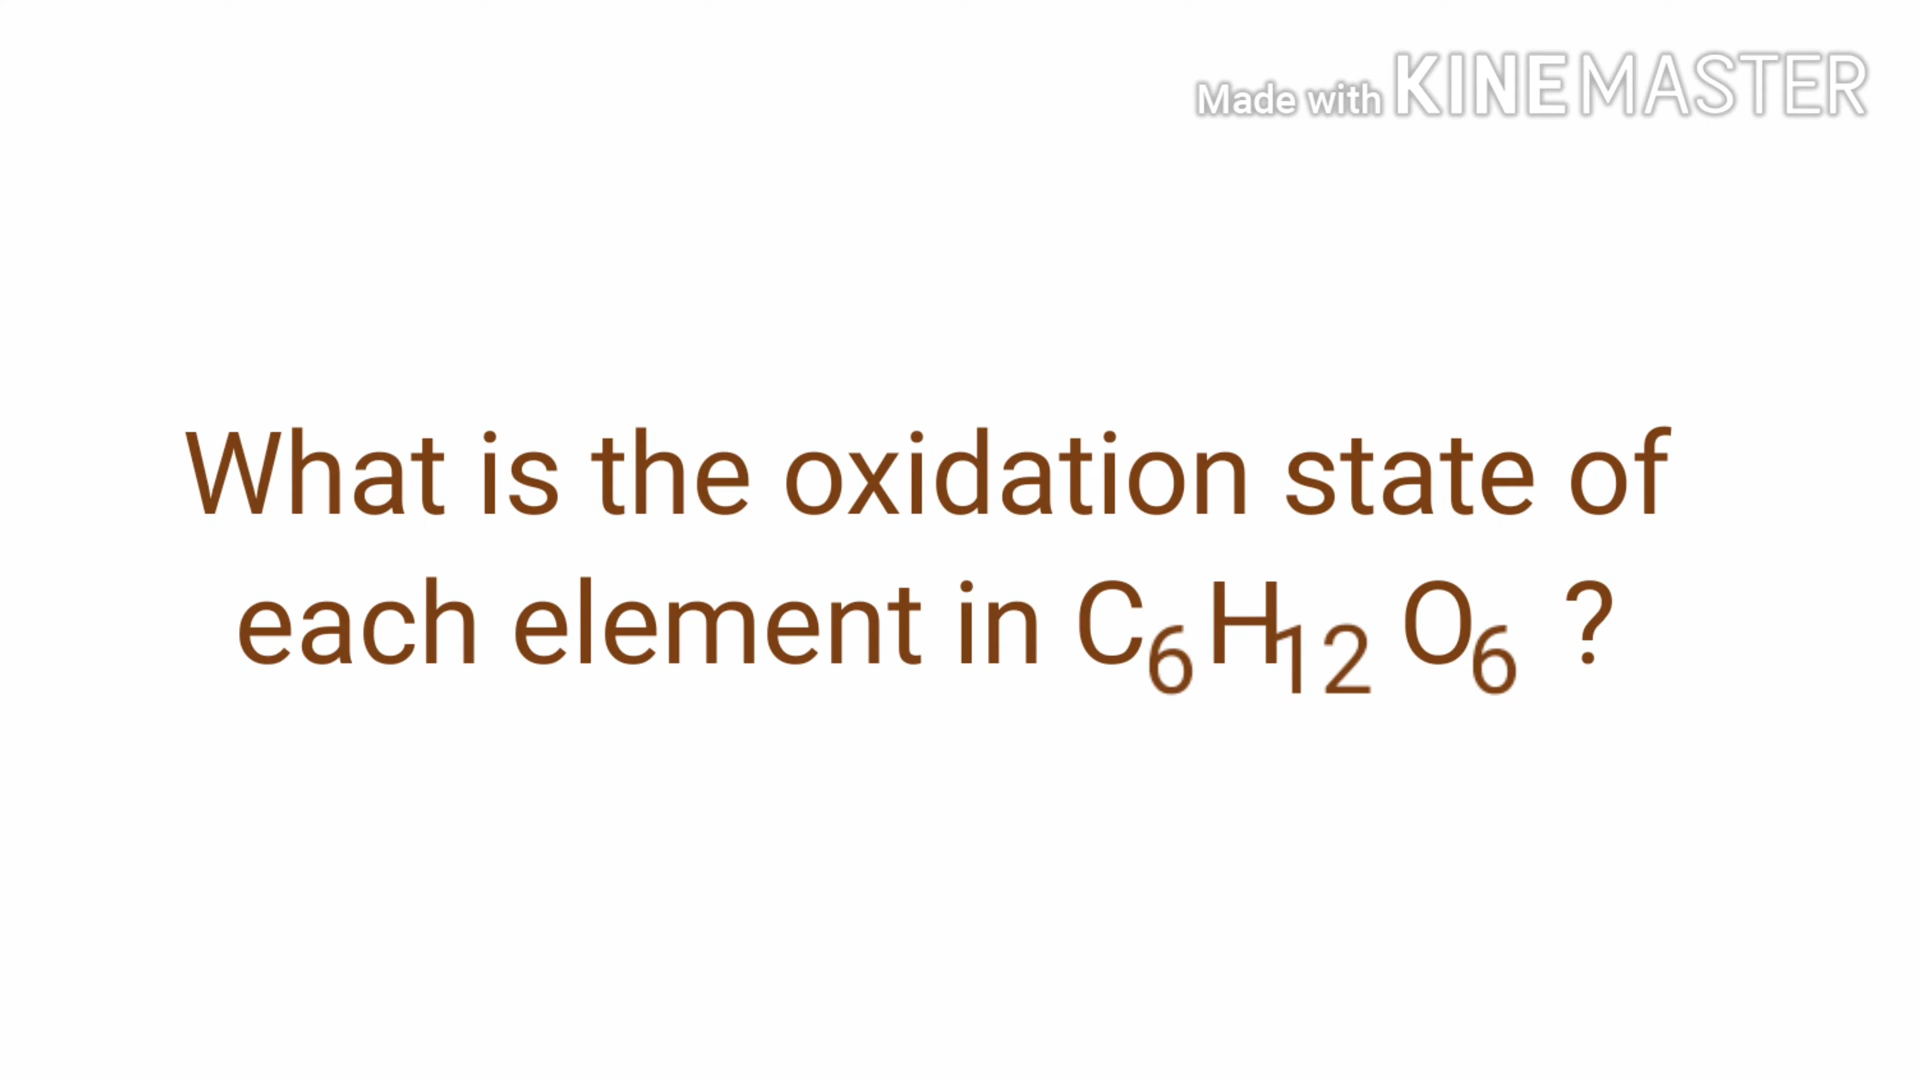 Made with KINEMASTER
What is the oxidation state of
each element in C₆H₁₂O₆ ?